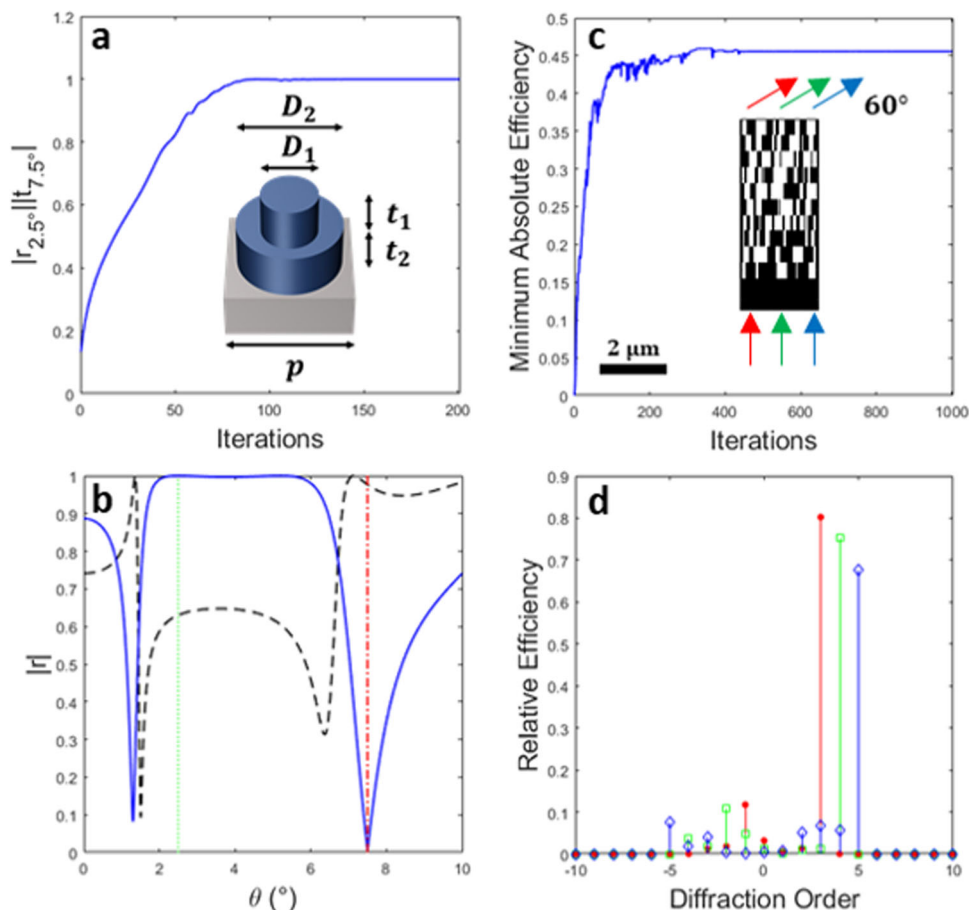 a
|r2.5°||t7.5°|
1.2
1
0.8
0.6
0.4
0.2
0
0 50 100 150 200
Iterations
D2
D1
t1
t2
p
c
Minimum Absolute Efficiency
0.5
0.45
0.4
0.35
0.3
0.25
0.2
0.15
0.1
0.05
0
0 200 400 600 800 1000
Iterations
60°
2 μm
b
|r|
1
0.9
0.8
0.7
0.6
0.5
0.4
0.3
0.2
0.1
0
0 2 4 6 8 10
θ (°)
d
Relative Efficiency
0.9
0.8
0.7
0.6
0.5
0.4
0.3
0.2
0.1
0
-10 -5 0 5 10
Diffraction Order